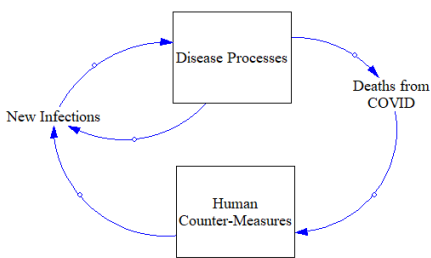 Disease Processes
Deaths from
COVID
New Infections
Human
Counter-Measures